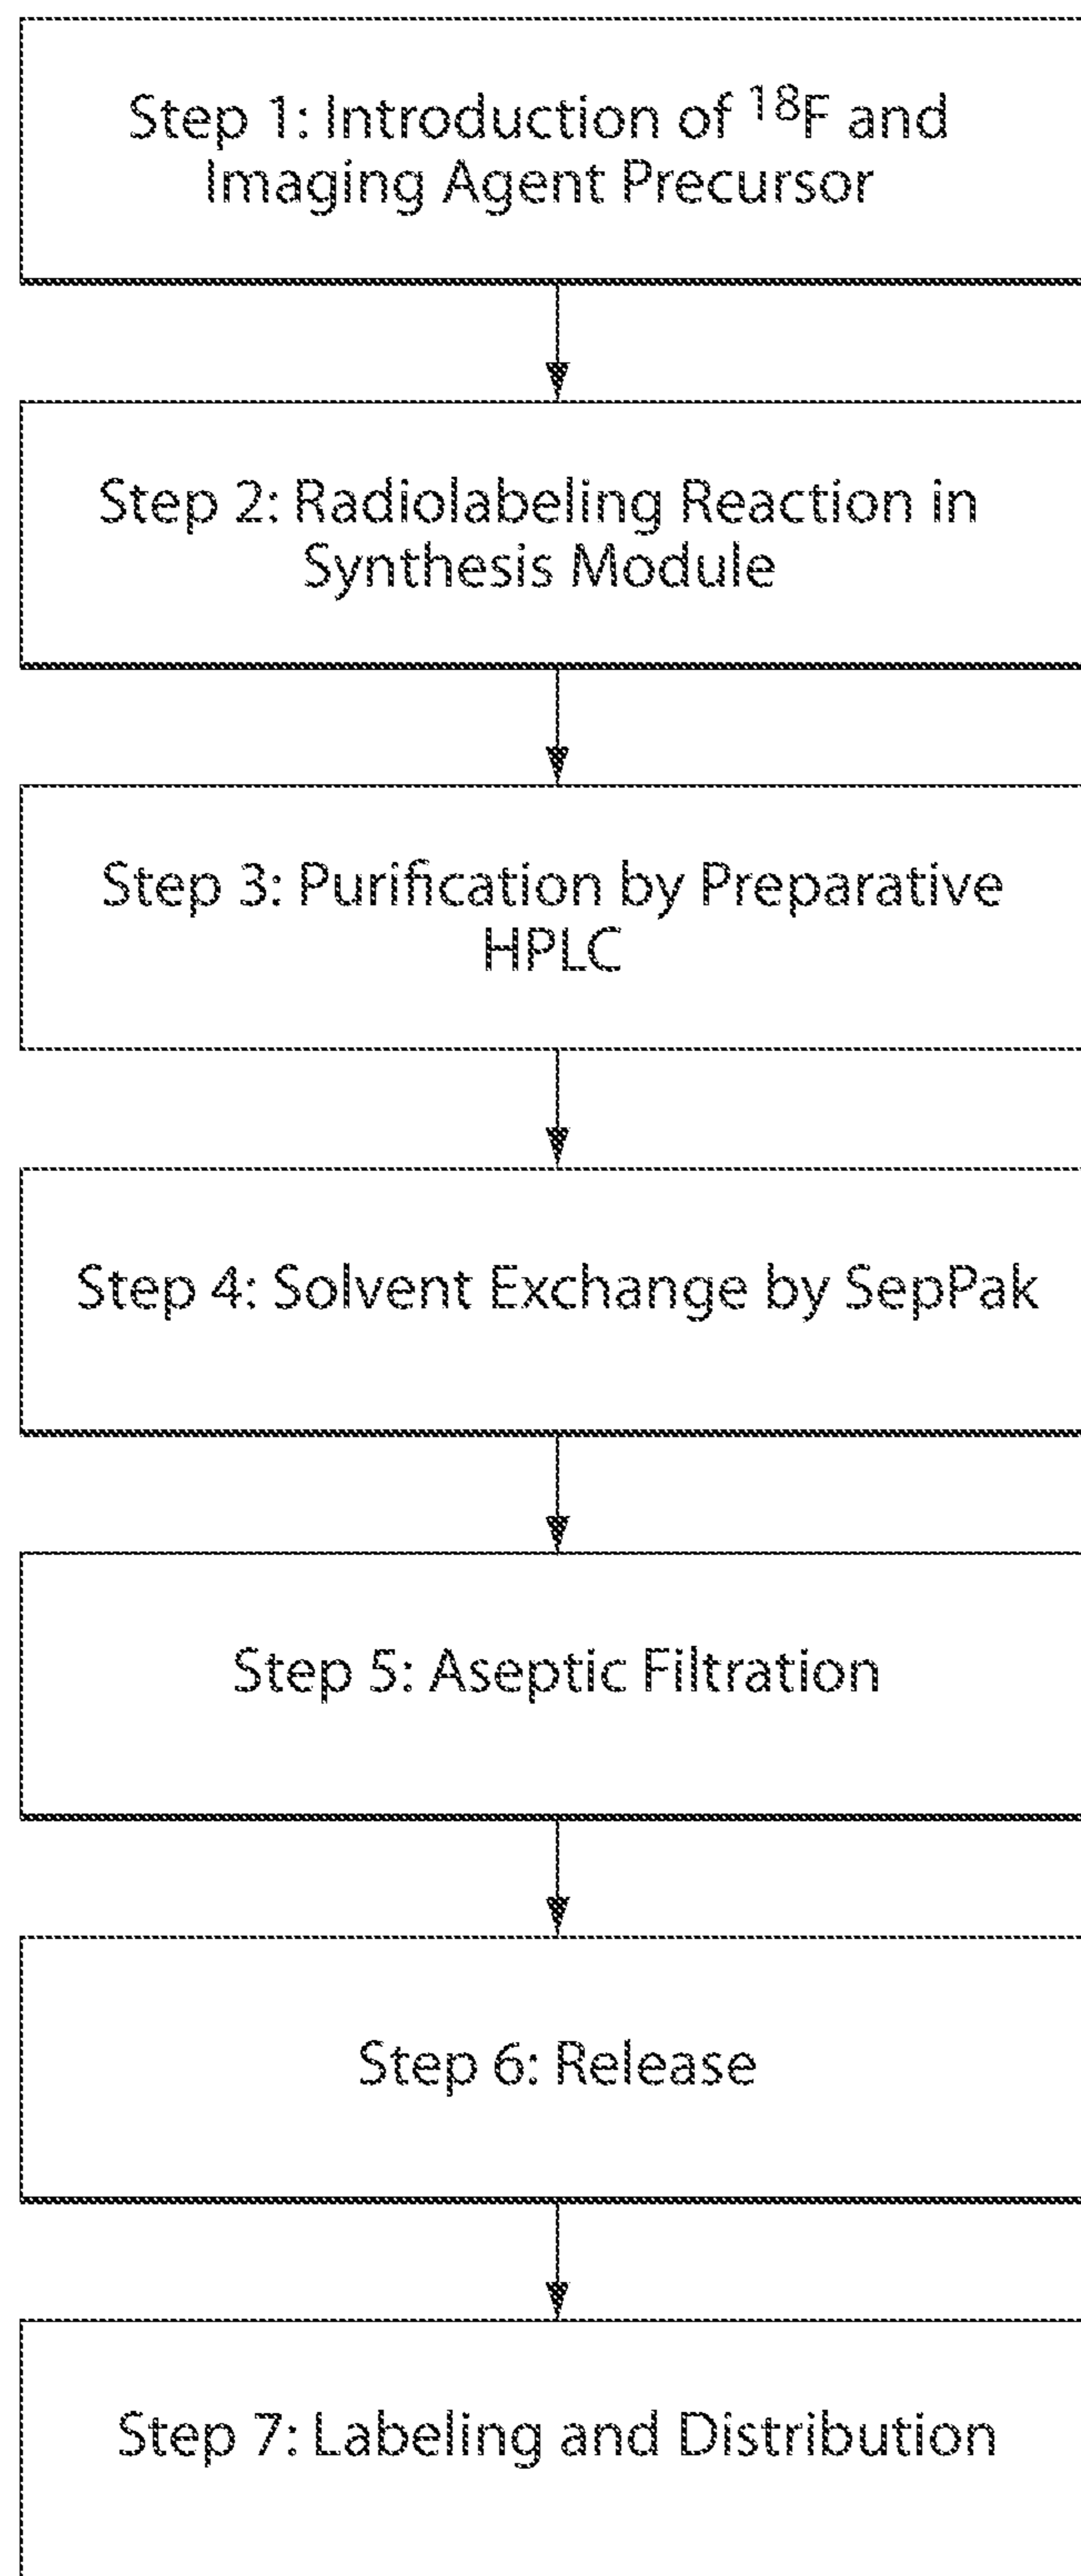 Step 1: Introduction of ¹⁸F and
Imaging Agent Precursor
Step 2: Radiolabeling Reaction in
Synthesis Module
Step 3: Purification by Preparative
HPLC
Step 4: Solvent Exchange by SepPak
Step 5: Aseptic Filtration
Step 6: Release
Step 7: Labeling and Distribution